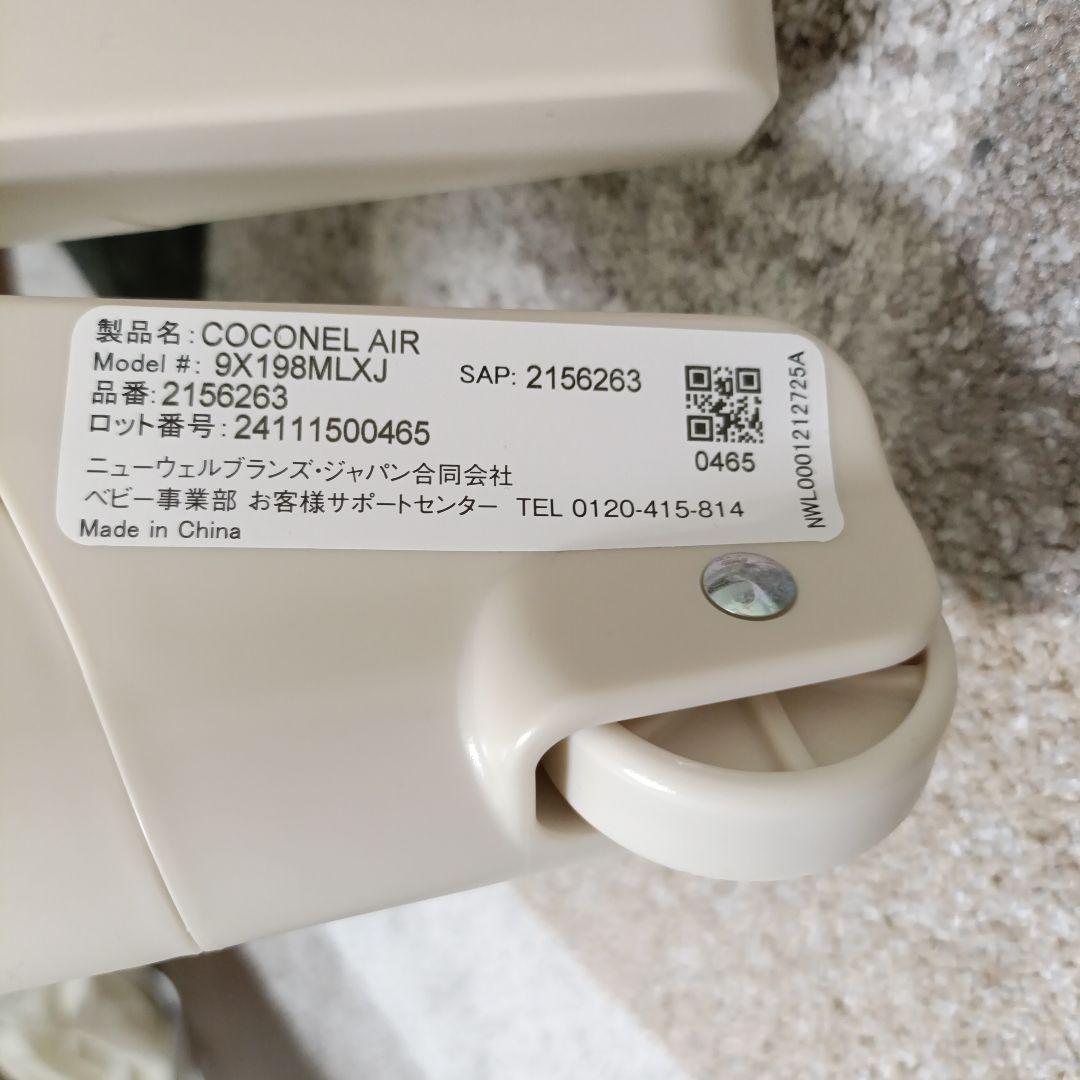 製品名:COCONEL AIR
Model #: 9X198MLXJ
品番:2156263
SAP: 2156263
ロット番号:24111500465
0465
NWL0001212725A
ニューウェルブランズ・ジャパン合同会社
ベビー事業部 お客様サポートセンター TEL 0120-415-814
Made in China